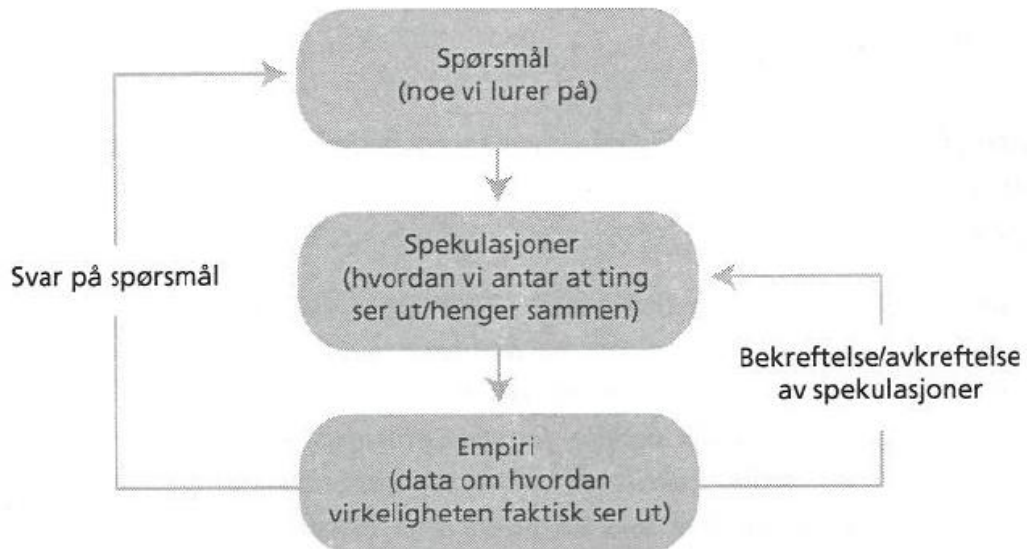 Spørsmål
(noe vi lurer på)
Spekulasjoner
(hvordan vi antar at ting
ser ut/henger sammen)
Svar på spørsmål
Bekreftelse/avkreftelse
av spekulasjoner
Empiri
(data om hvordan
virkeligheten faktisk ser ut)